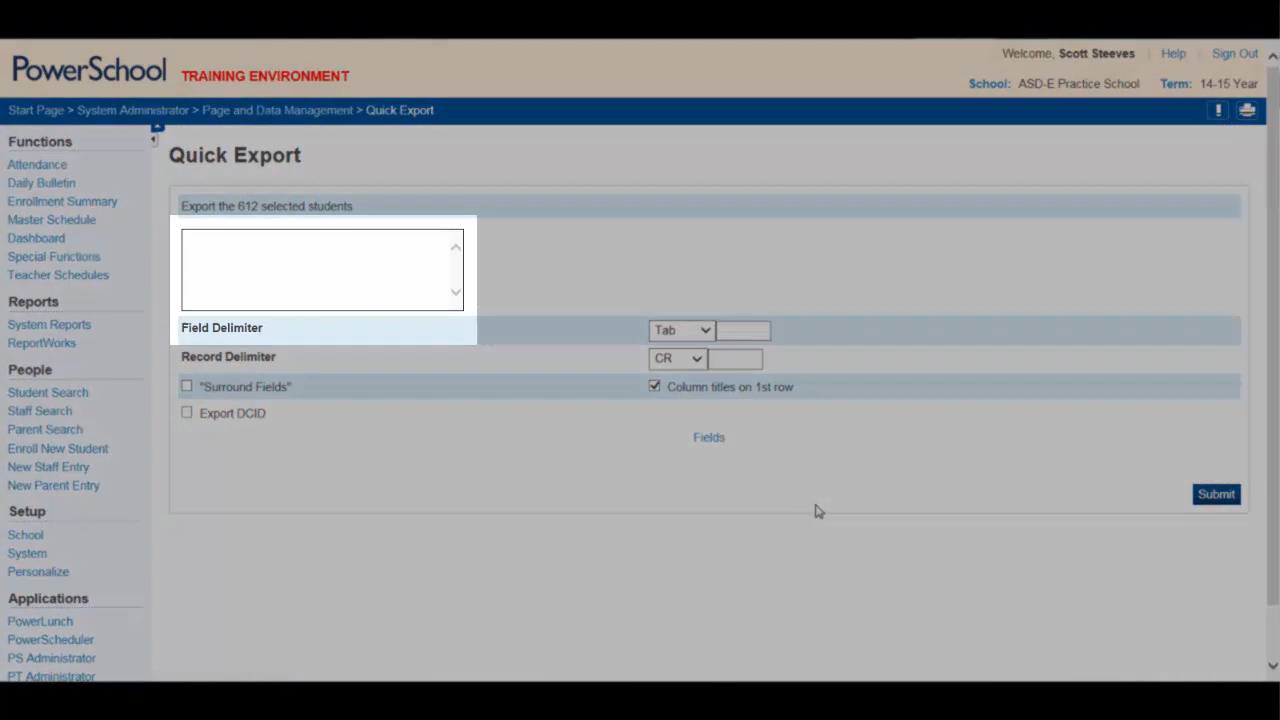 PowerSchool TRAINING ENVIRONMENT
Welcome, Scott Steeves Help Sign Out
School: ASD-E Practice School Term: 14-15 Year
Start Page > System Administrator > Page and Data Management > Quick Export
Functions
Attendance
Daily Bulletin
Enrollment Summary
Master Schedule
Dashboard
Special Functions
Teacher Schedules
Reports
System Reports
ReportWorks
People
Student Search
Staff Search
Parent Search
Enroll New Student
New Staff Entry
New Parent Entry
Setup
School
System
Personalize
Applications
PowerLunch
PowerScheduler
PS Administrator
PT Administrator
Quick Export
Export the 612 selected students
Field Delimiter Tab
Record Delimiter CR
"Surround Fields" Column titles on 1st row
Export DCID
Fields
Submit